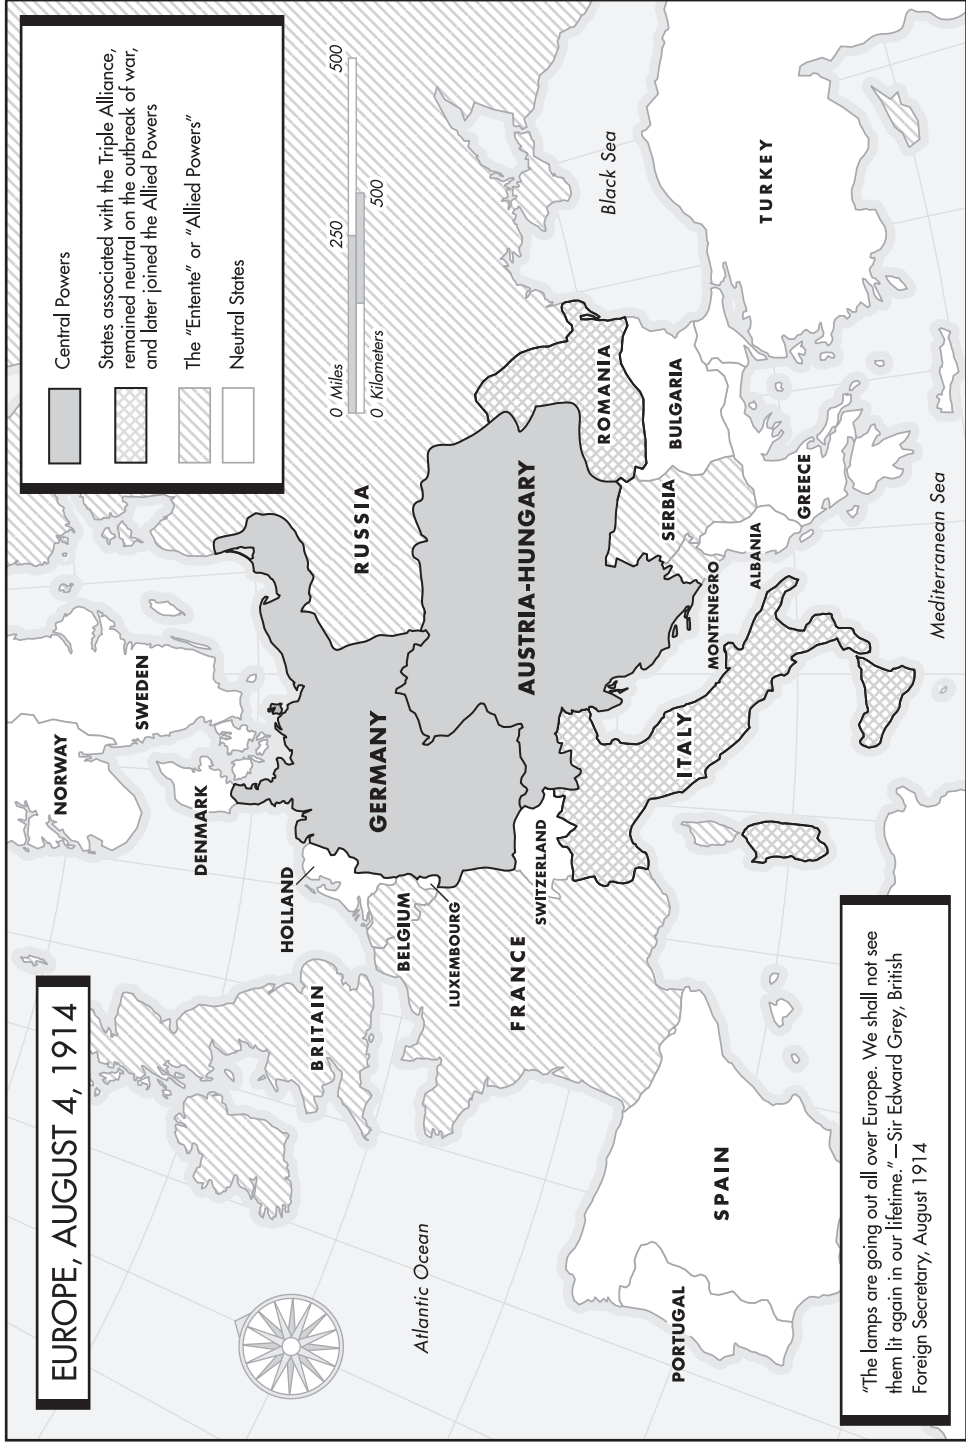 EUROPE, AUGUST 4, 1914
Central Powers
States associated with the Triple Alliance,
remained neutral on the outbreak of war,
and later joined the Allied Powers
The “Entente” or “Allied Powers”
Neutral States
0 Miles 250 500
0 Kilometers 500
NORWAY
SWEDEN
DENMARK
HOLLAND
BRITAIN
BELGIUM
LUXEMBOURG
GERMANY
RUSSIA
Atlantic Ocean
FRANCE
SWITZERLAND
AUSTRIA-HUNGARY
ROMANIA
Black Sea
SERBIA
BULGARIA
MONTENEGRO
ITALY
ALBANIA
GREECE
TURKEY
PORTUGAL
SPAIN
Mediterranean Sea
“The lamps are going out all over Europe. We shall not see
them lit again in our lifetime.”—Sir Edward Grey, British
Foreign Secretary, August 1914